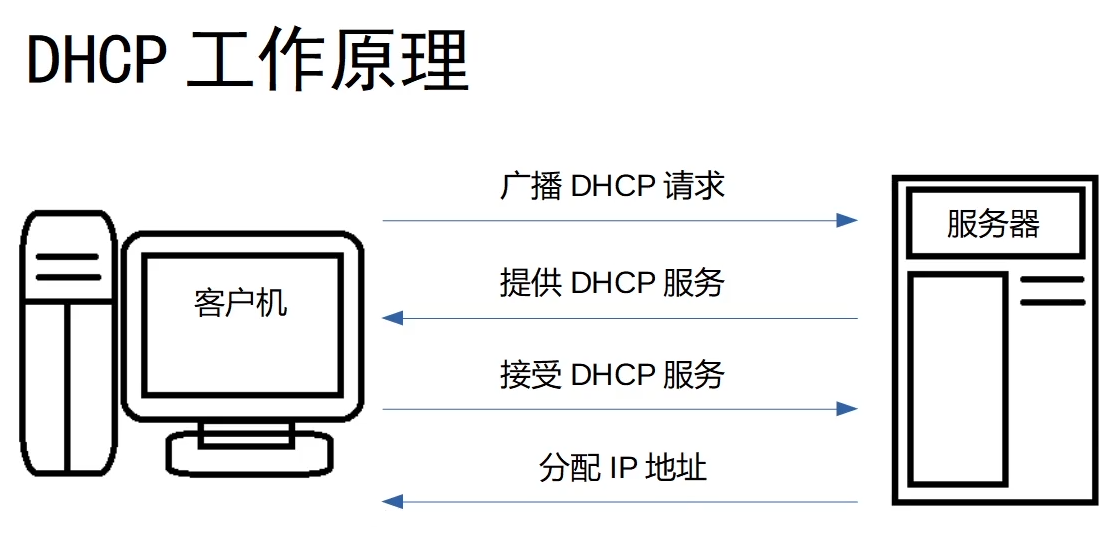 DHCP 工作原理
广播 DHCP 请求
服务器
提供 DHCP 服务
客户机
接受 DHCP 服务
分配 IP 地址